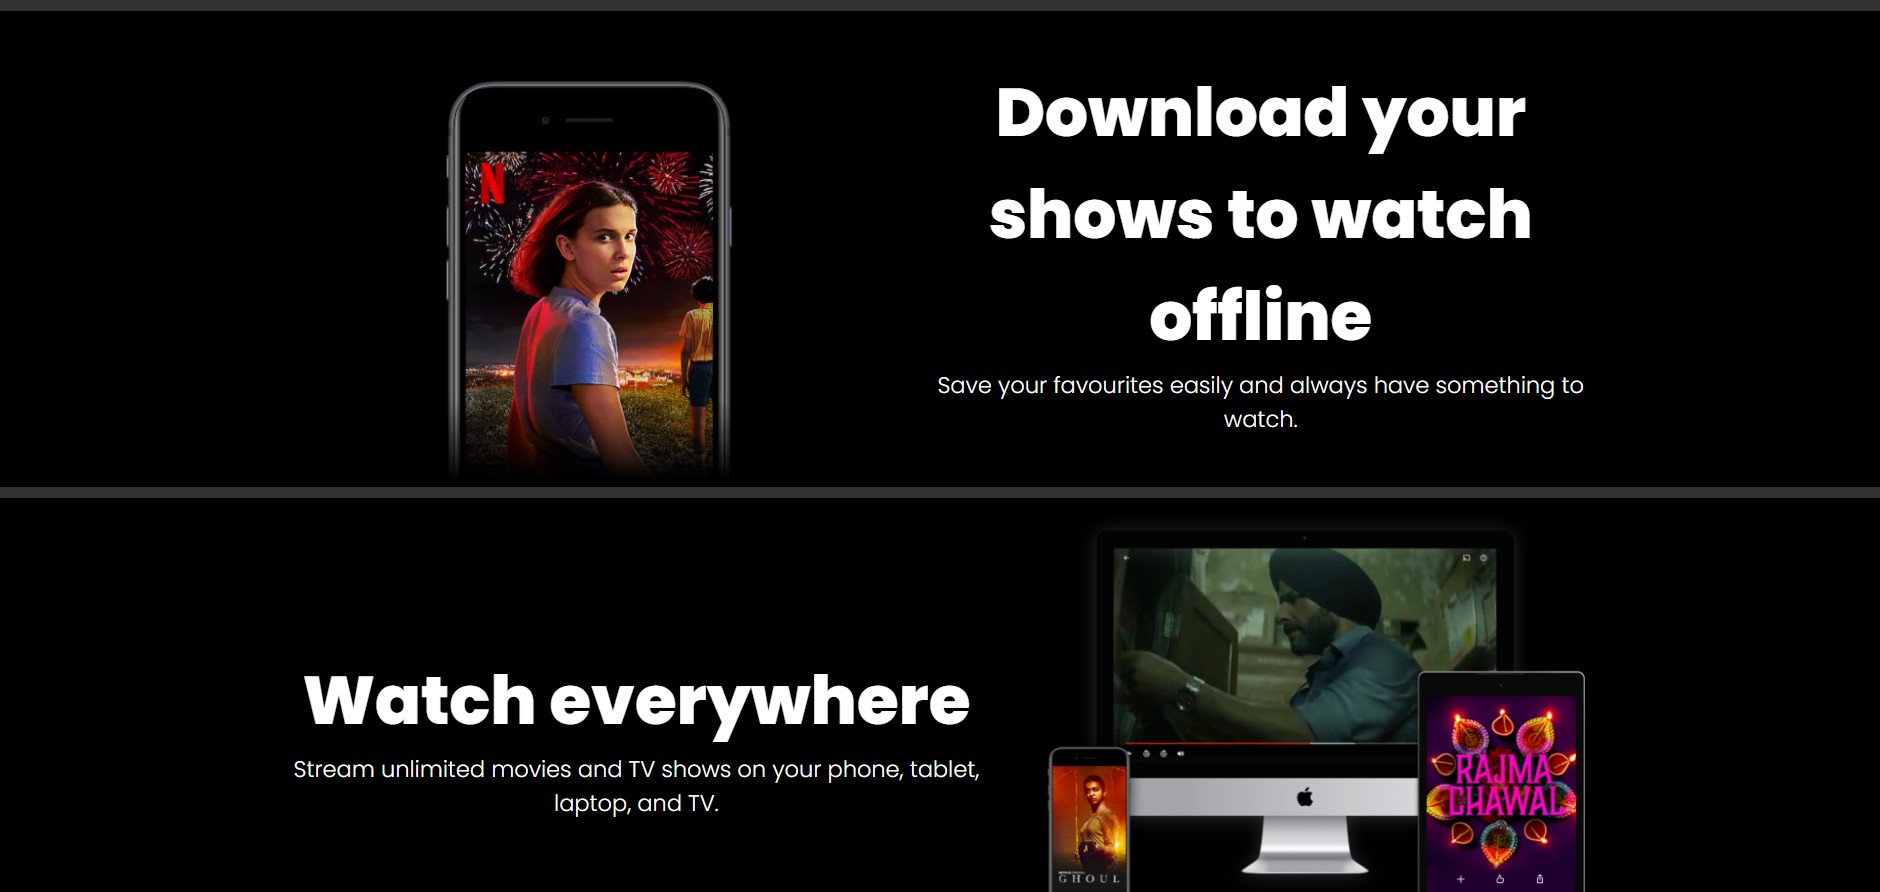 N
Download your
shows to watch
offline
Save your favourites easily and always have something to
watch.
Watch everywhere
Stream unlimited movies and TV shows on your phone, tablet,
laptop, and TV.
RAJMA
CHAWAL
GHOUL